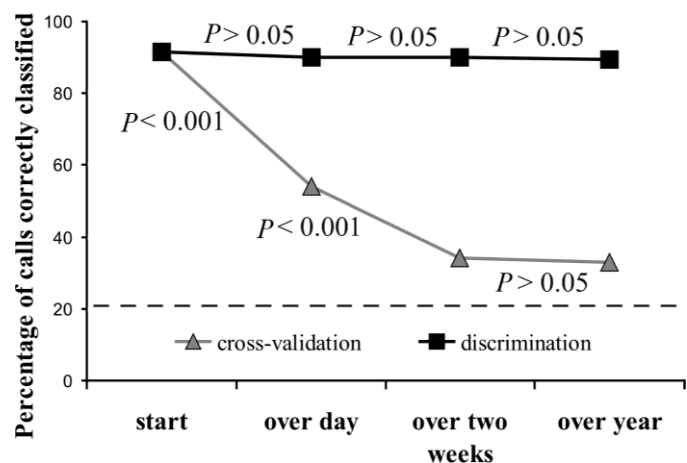 Percentage of calls correctly classified
100
80
60
40
20
0
P > 0.05
P > 0.05
P > 0.05
P < 0.001
P < 0.001
P > 0.05
cross-validation
discrimination
start
over day
over two
weeks
over year